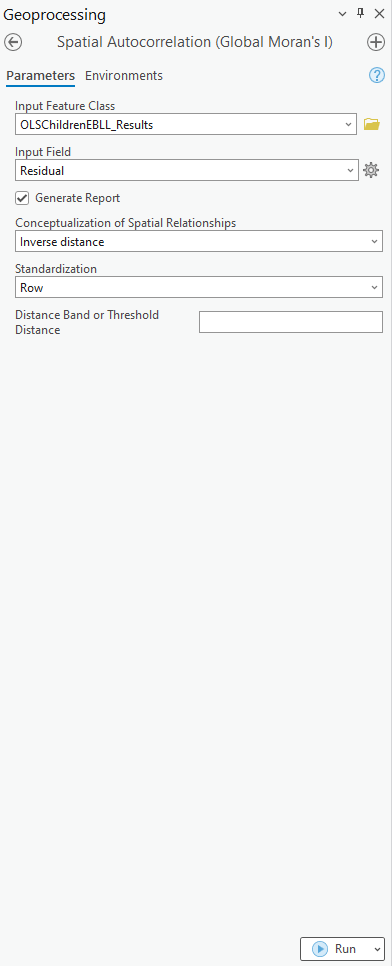 Geoprocessing
Spatial Autocorrelation (Global Moran's I)
Parameters Environments
Input Feature Class
OLSChildrenEBLL_Results
Input Field
Residual
Generate Report
Conceptualization of Spatial Relationships
Inverse distance
Standardization
Row
Distance Band or Threshold
Distance
Run